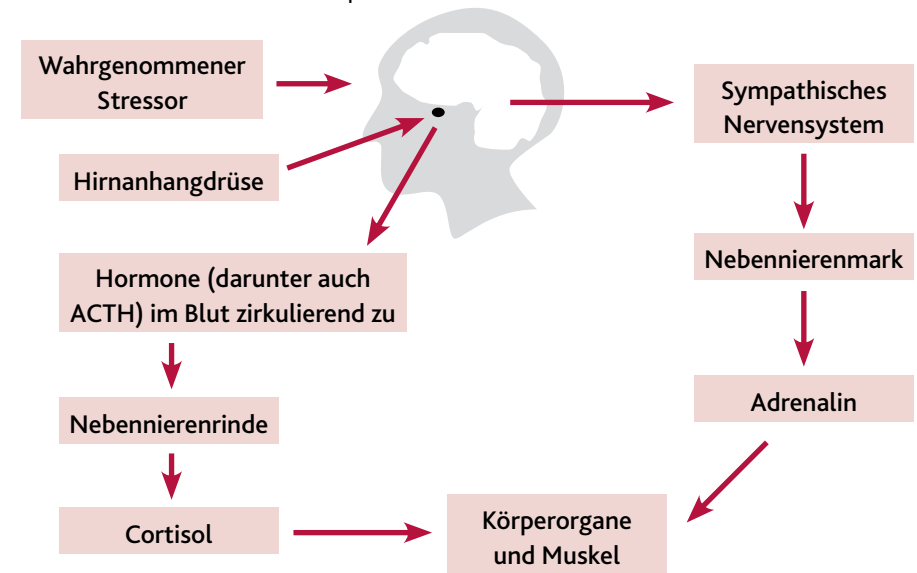 Wahrgenommener
Stressor
Hirnanhangdrüse
Hormone (darunter auch
ACTH) im Blut zirkulierend zu
Nebennierenrinde
Cortisol
Sympathisches
Nervensystem
Nebennierenmark
Adrenalin
Körperorgane
und Muskel